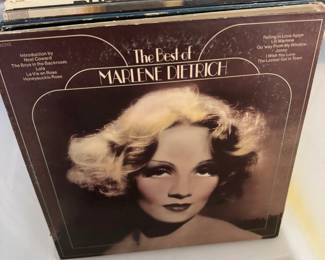 The Best of
MARLENE DIETRICH
Introduction by
Noel Coward
The Boys in the Backroom
Lola
La Vie en Rose
Honeysuckle Rose
Falling in Love Again
Lili Marlene
Go 'Way From My Window
Jonny
I Wish You Love
The Laziest Gal in Town